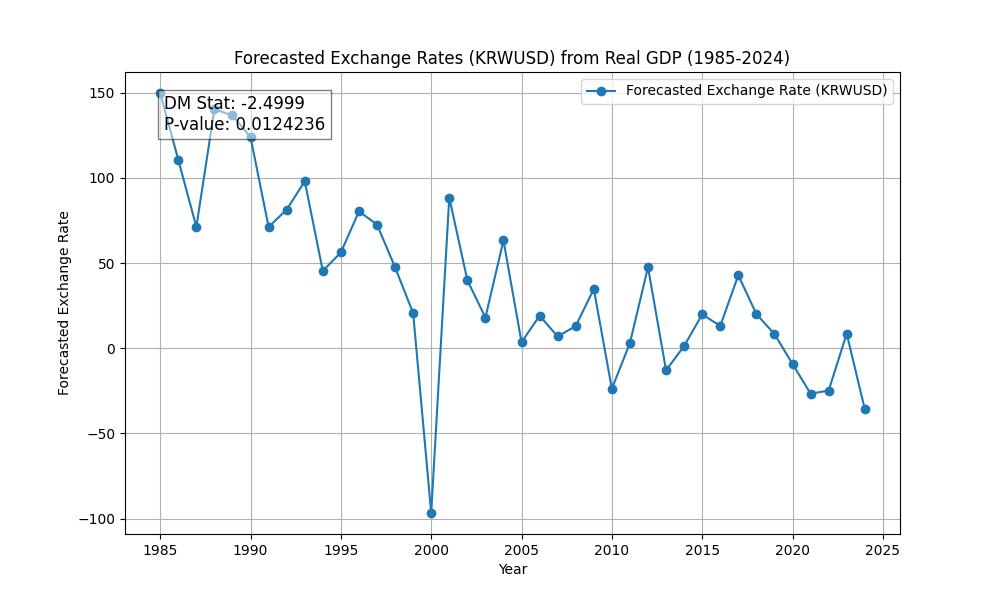 Forecasted Exchange Rates (KRWUSD) from Real GDP (1985-2024)
DM Stat: -2.4999
P-value: 0.0124236
Forecasted Exchange Rate (KRWUSD)
Forecasted Exchange Rate
150
100
50
0
−50
−100
1985 1990 1995 2000 2005 2010 2015 2020 2025
Year